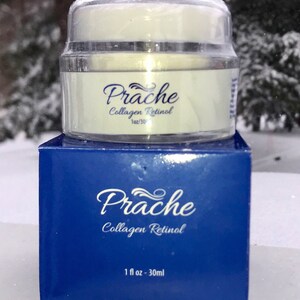 Prache
Collagen Retinol
Prache
Collagen Retinol
1 fl oz - 30ml